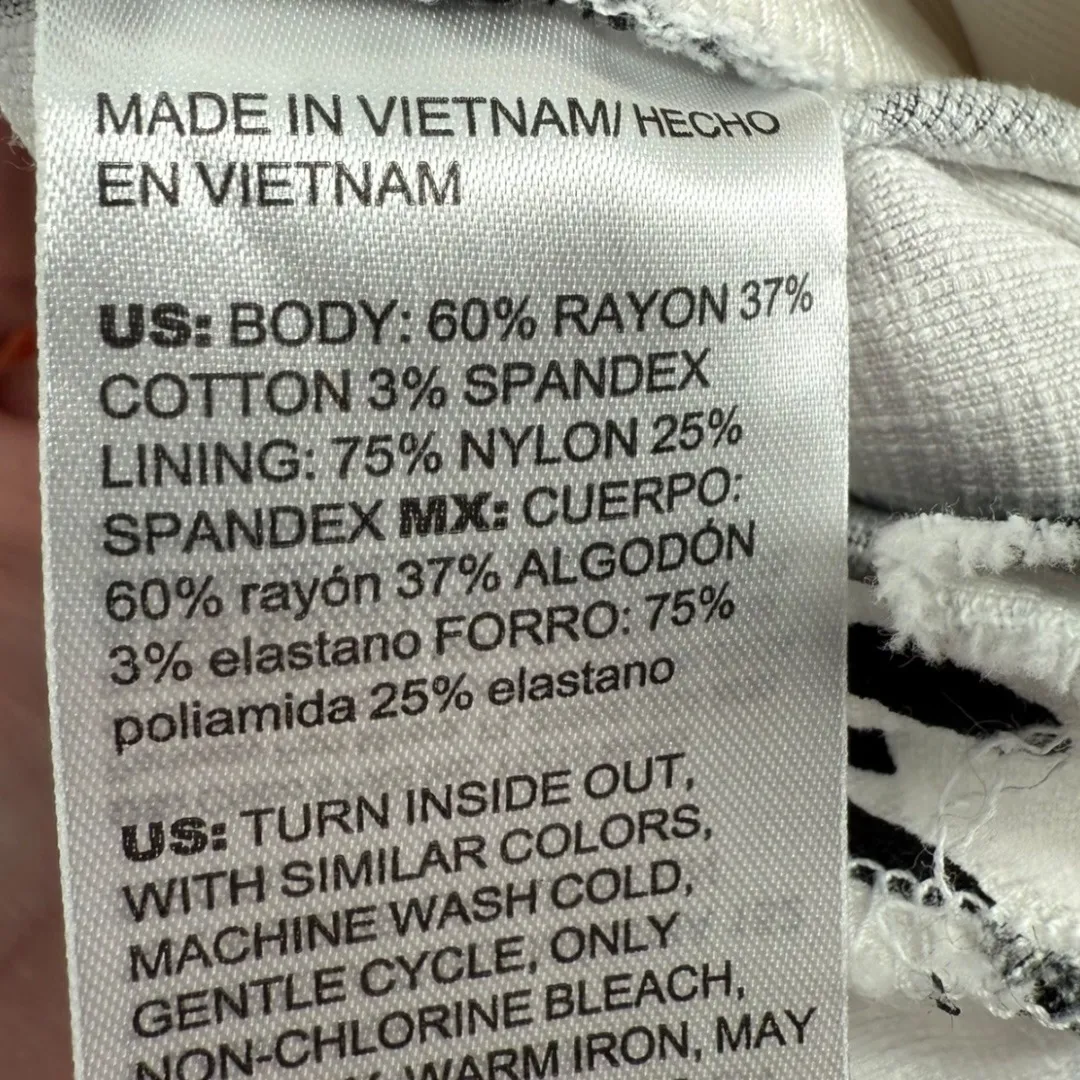 MADE IN VIETNAM/ HECHO
EN VIETNAM
US: BODY: 60% RAYON 37%
COTTON 3% SPANDEX
LINING: 75% NYLON 25%
SPANDEX MX: CUERPO:
60% rayón 37% ALGODÓN
3% elastano FORRO: 75%
poliamida 25% elastano
US: TURN INSIDE OUT,
WITH SIMILAR COLORS,
MACHINE WASH COLD,
GENTLE CYCLE, ONLY
NON-CHLORINE BLEACH,
WARM IRON, MAY